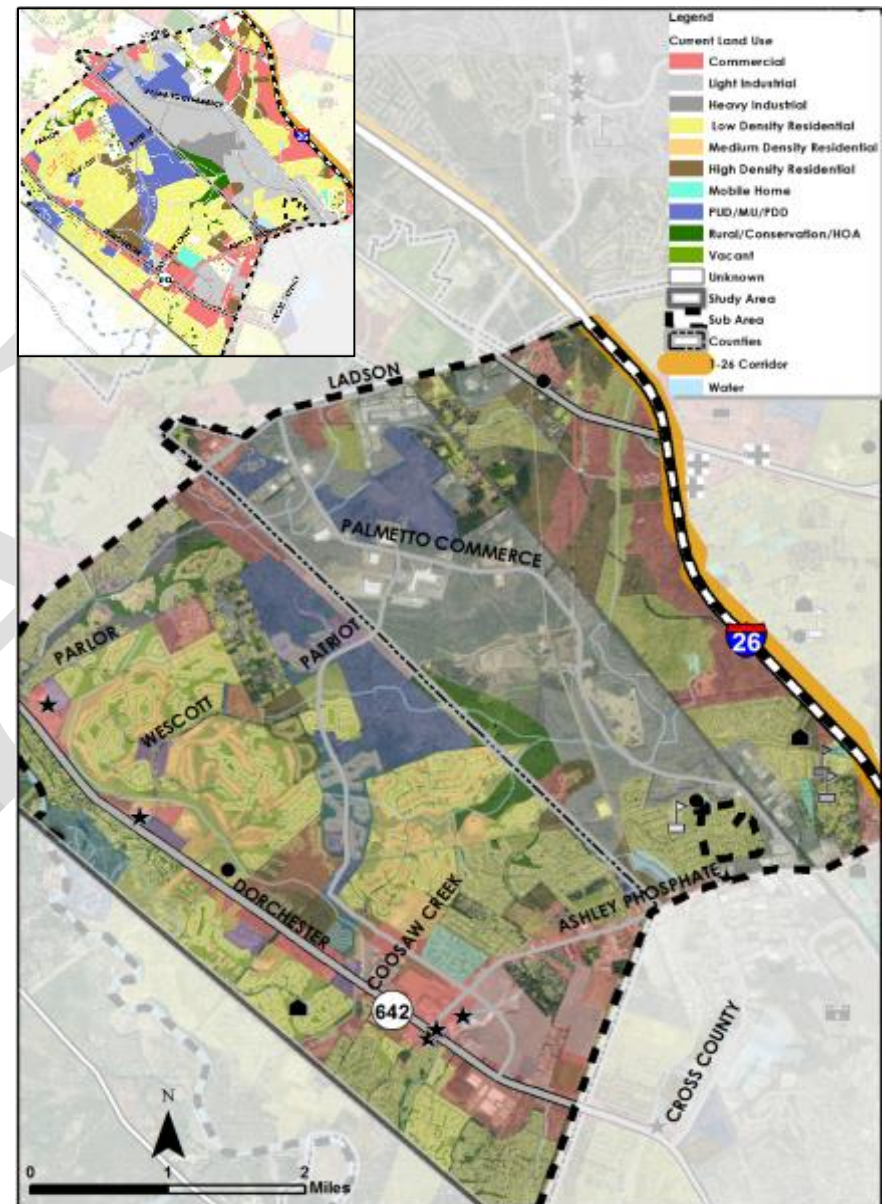 Legend
Current Land Use
Commercial
Light Industrial
Heavy Industrial
Low Density Residential
Medium Density Residential
High Density Residential
Mobile Home
PUD/MU/PDD
Rural/Conservation/HOA
Vacant
Unknown
Study Area
Sub Area
Counties
I-26 Corridor
Water
LADSON
PALMETTO COMMERCE
PATRIOT
PARLOR
WESCOTT
26
DORCHESTER
COOSAW CREEK
ASHLEY PHOSPHATE
642
CROSS COUNTY
N
0 1 2
Miles